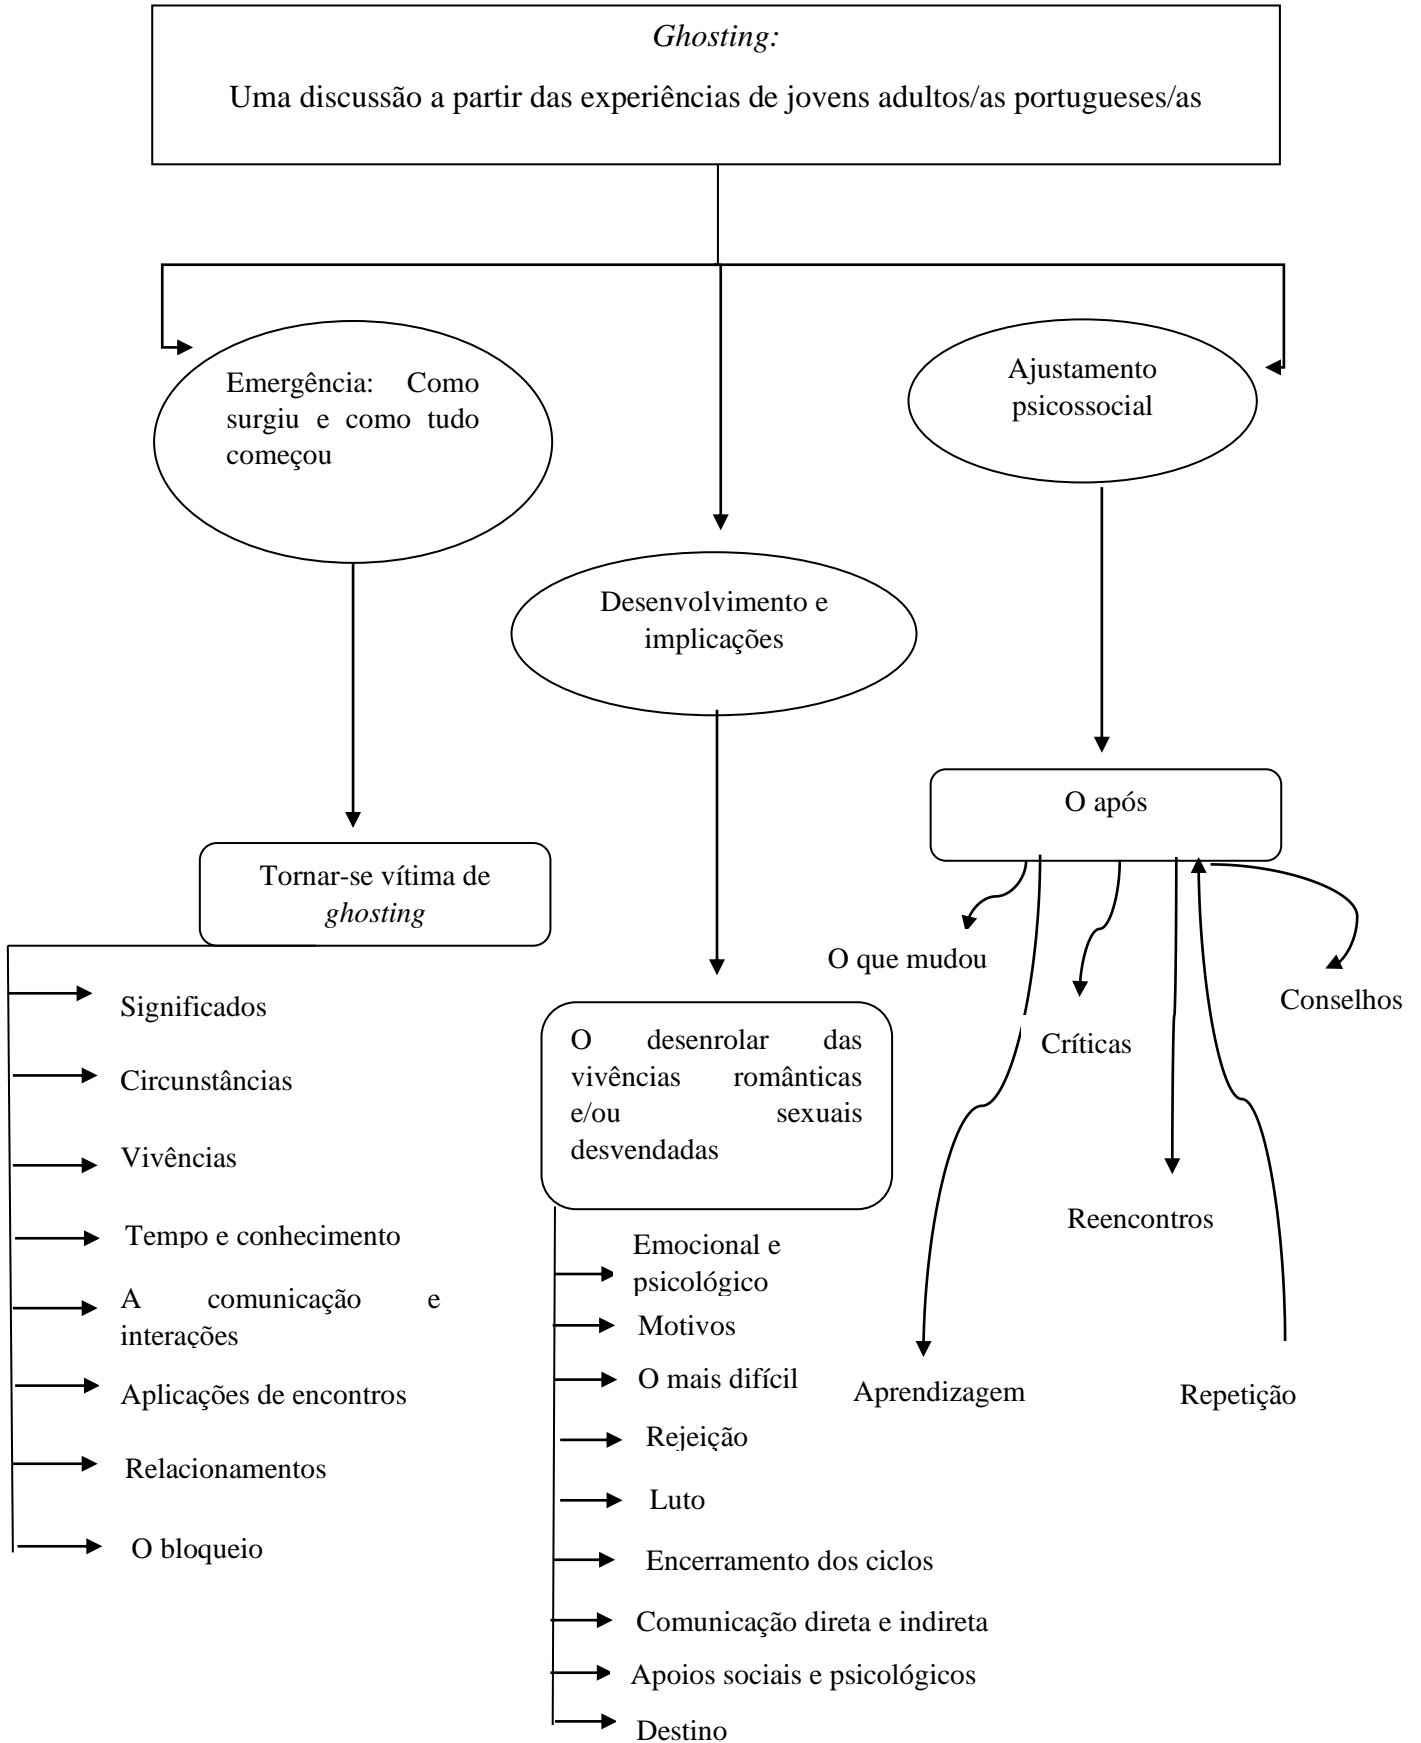 Ghosting:
Uma discussão a partir das experiências de jovens adultos/as portugueses/as
Emergência: Como
surgiu e como tudo
começou
Tornar-se vítima de
ghosting
Significados
Circunstâncias
Vivências
Tempo e conhecimento
A comunicação e
interações
Aplicações de encontros
Relacionamentos
O bloqueio
Desenvolvimento e
implicações
O desenrolar das
vivências românticas
e/ou sexuais
desvendadas
Emocional e
psicológico
Motivos
O mais difícil
Rejeição
Luto
Encerramento dos ciclos
Comunicação direta e indireta
Apoios sociais e psicológicos
Destino
Ajustamento
psicossocial
O após
O que mudou
Críticas
Conselhos
Reencontros
Aprendizagem
Repetição